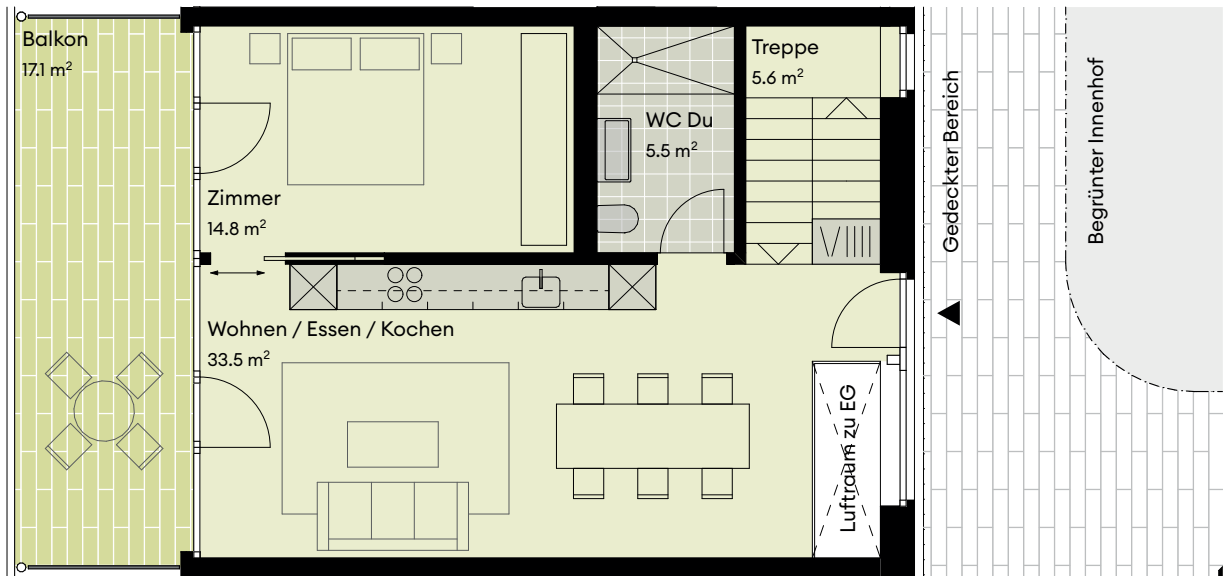 Balkon
17.1 m²
Zimmer
14.8 m²
WC Du
5.5 m²
Treppe
5.6 m²
Wohnen / Essen / Kochen
33.5 m²
Luftraum zu EG
Gedeckter Bereich
Begrünter Innenhof